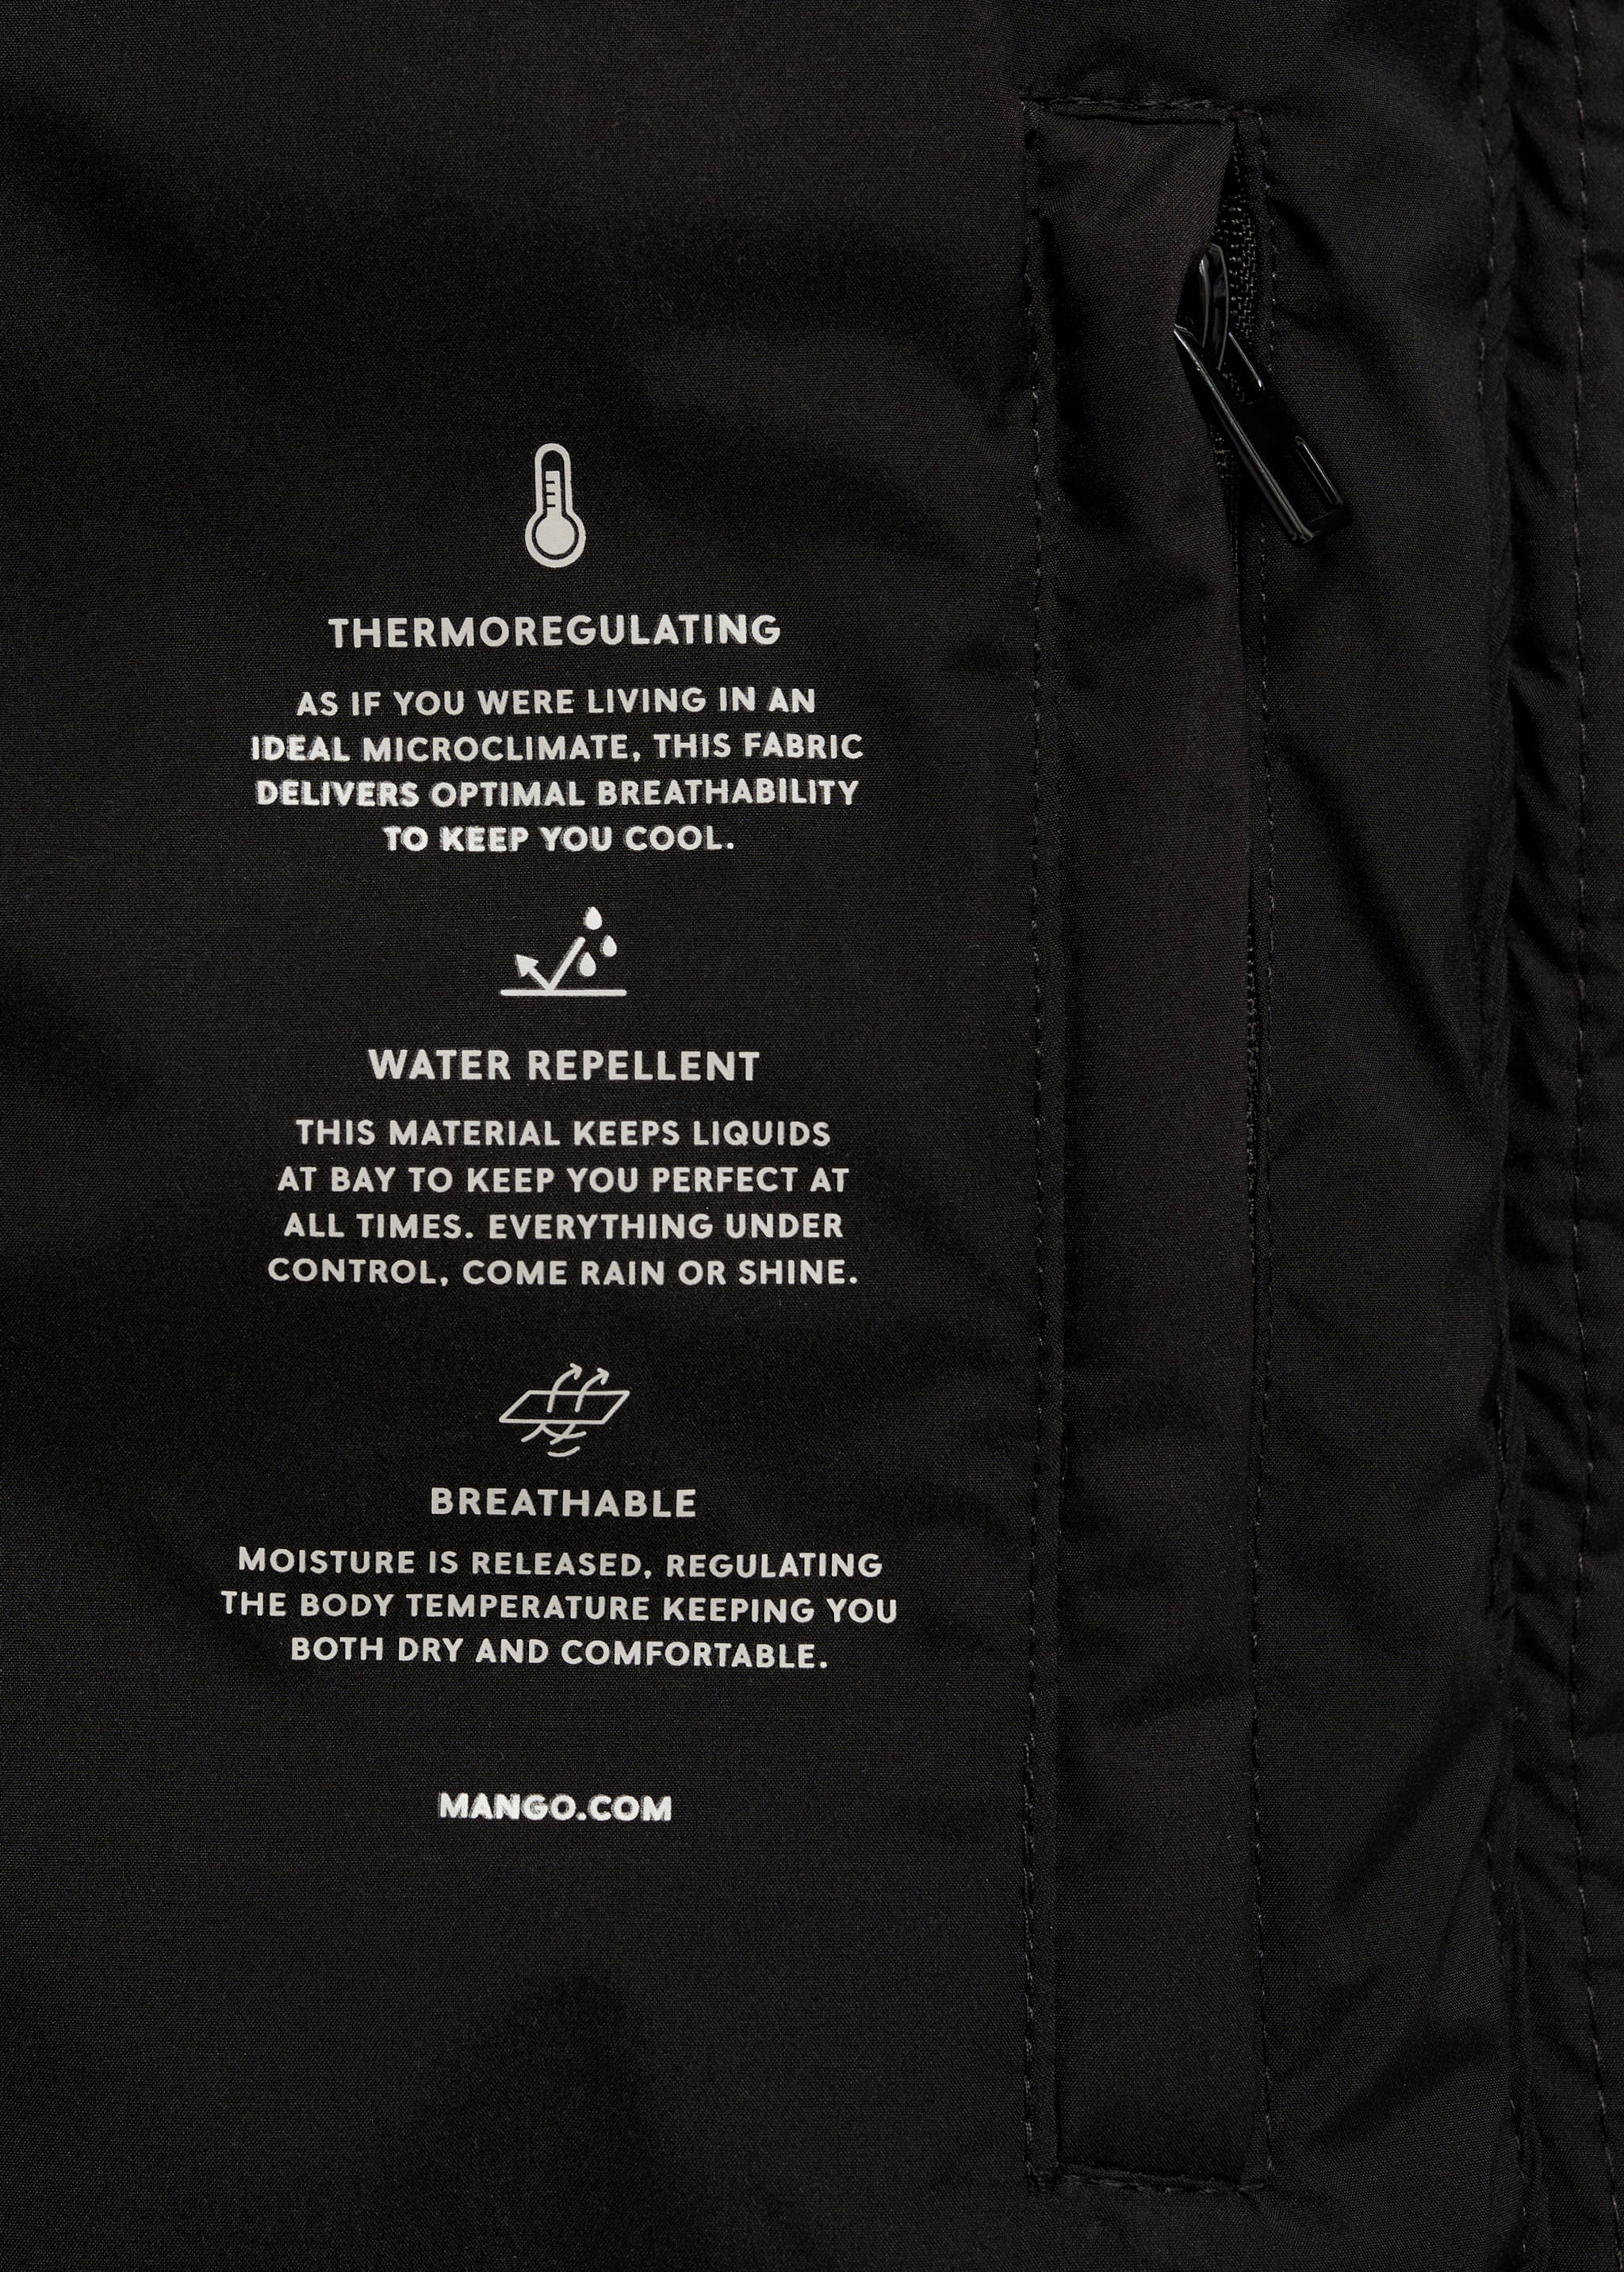 THERMOREGULATING
AS IF YOU WERE LIVING IN AN
IDEAL MICROCLIMATE, THIS FABRIC
DELIVERS OPTIMAL BREATHABILITY
TO KEEP YOU COOL.
WATER REPELLENT
THIS MATERIAL KEEPS LIQUIDS
AT BAY TO KEEP YOU PERFECT AT
ALL TIMES. EVERYTHING UNDER
CONTROL, COME RAIN OR SHINE.
BREATHABLE
MOISTURE IS RELEASED, REGULATING
THE BODY TEMPERATURE KEEPING YOU
BOTH DRY AND COMFORTABLE.
MANGO.COM